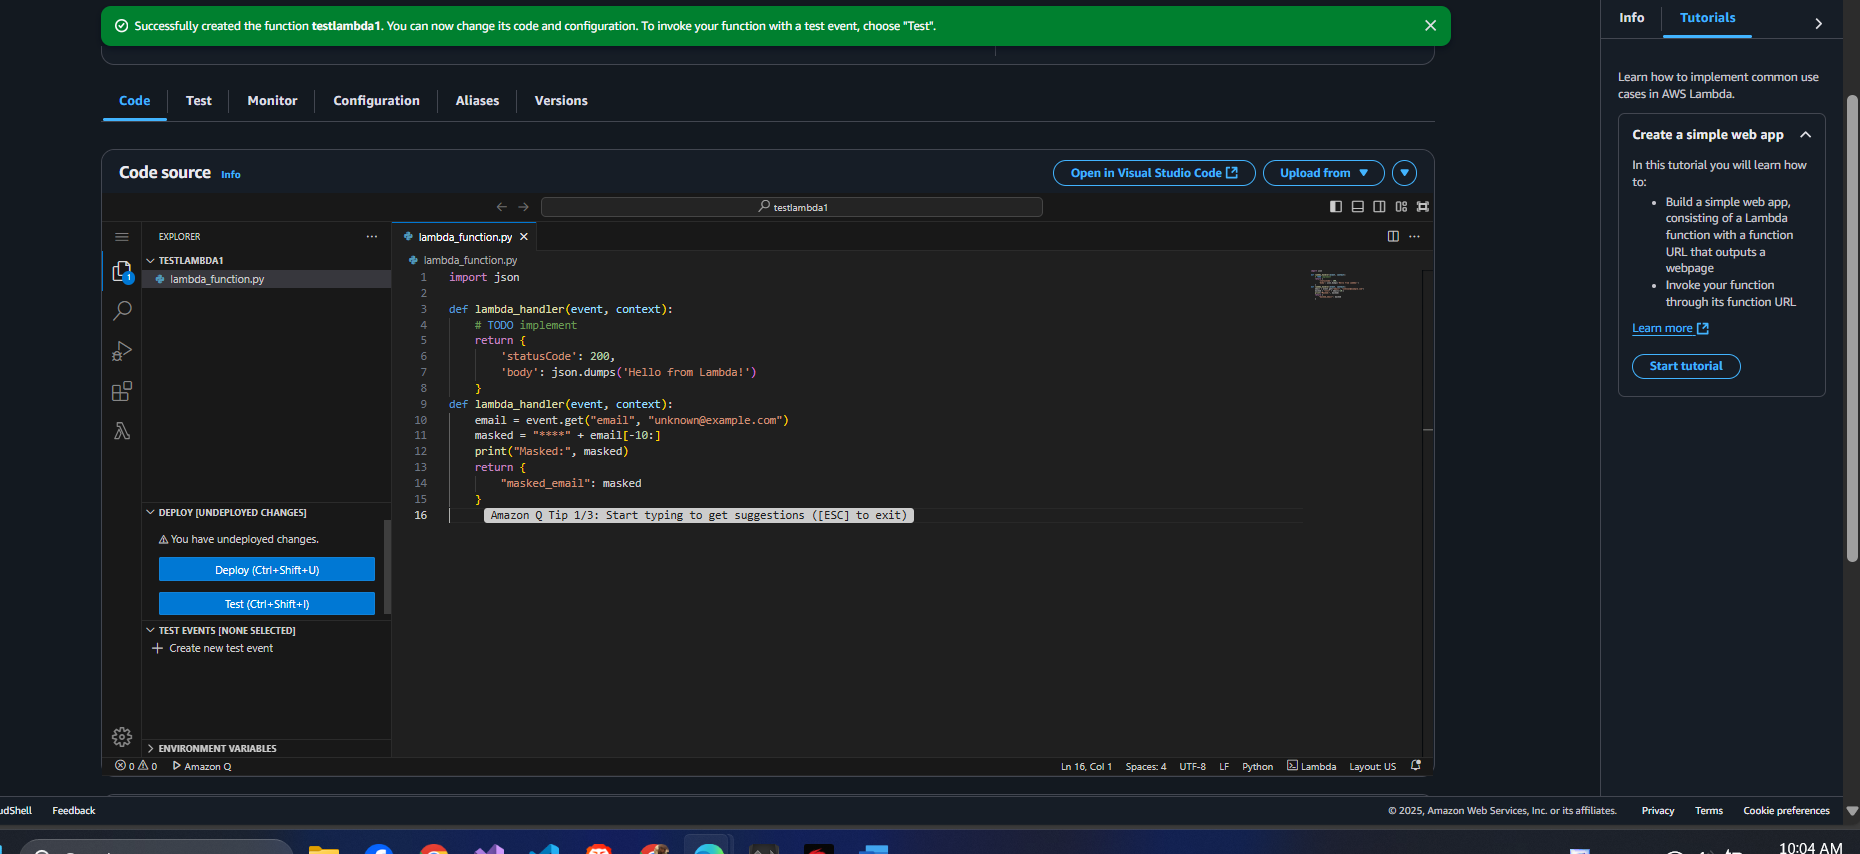 Successfully created the function testlambda1. You can now change its code and configuration. To invoke your function with a test event, choose "Test".
Info
Tutorials
Learn how to implement common use
cases in AWS Lambda.
Create a simple web app
In this tutorial you will learn how
to:
• Build a simple web app,
consisting of a Lambda
function with a function
URL that outputs a
webpage
• Invoke your function
through its function URL
Learn more
Start tutorial
Code
Test
Monitor
Configuration
Aliases
Versions
Code source Info
Open in Visual Studio Code
Upload from
testlambda1
EXPLORER
TESTLAMBDA1
lambda_function.py
1
DEPLOY [UNDEPLOYED CHANGES]
You have undeployed changes.
Deploy (Ctrl+Shift+U)
Test (Ctrl+Shift+I)
TEST EVENTS [NONE SELECTED]
Create new test event
ENVIRONMENT VARIABLES
lambda_function.py
lambda_function.py
1 import json
2
3 def lambda_handler(event, context):
4     # TODO implement
5     return {
6         'statusCode': 200,
7         'body': json.dumps('Hello from Lambda!')
8     }
9 def lambda_handler(event, context):
10     email = event.get("email", "unknown@example.com")
11     masked = "****" + email[-10:]
12     print("Masked:", masked)
13     return {
14         "masked_email": masked
15     }
16 Amazon Q Tip 1/3: Start typing to get suggestions ([ESC] to exit)
0 0 Amazon Q
Ln 16, Col 1 Spaces: 4 UTF-8 LF Python Lambda Layout: US
udShell Feedback
© 2025, Amazon Web Services, Inc. or its affiliates. Privacy Terms Cookie preferences
10:04 AM